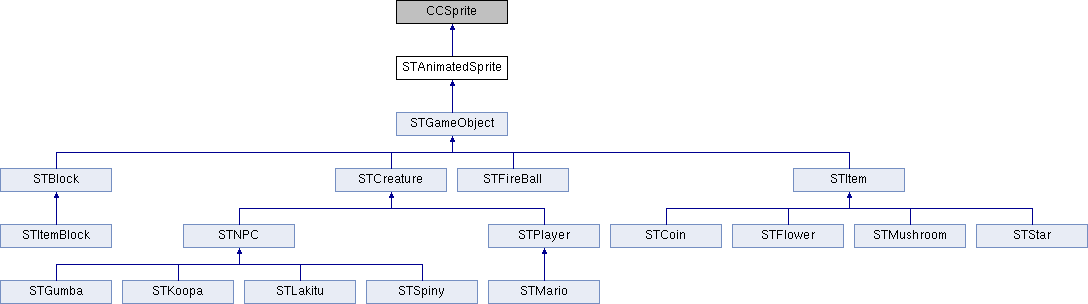 CCSprite
STAnimatedSprite
STGameObject
STBlock STCreature STFireBall STItem
STItemBlock STNPC STPlayer STCoin STFlower STMushroom STStar
STGumba STKoopa STLakitu STSpiny STMario